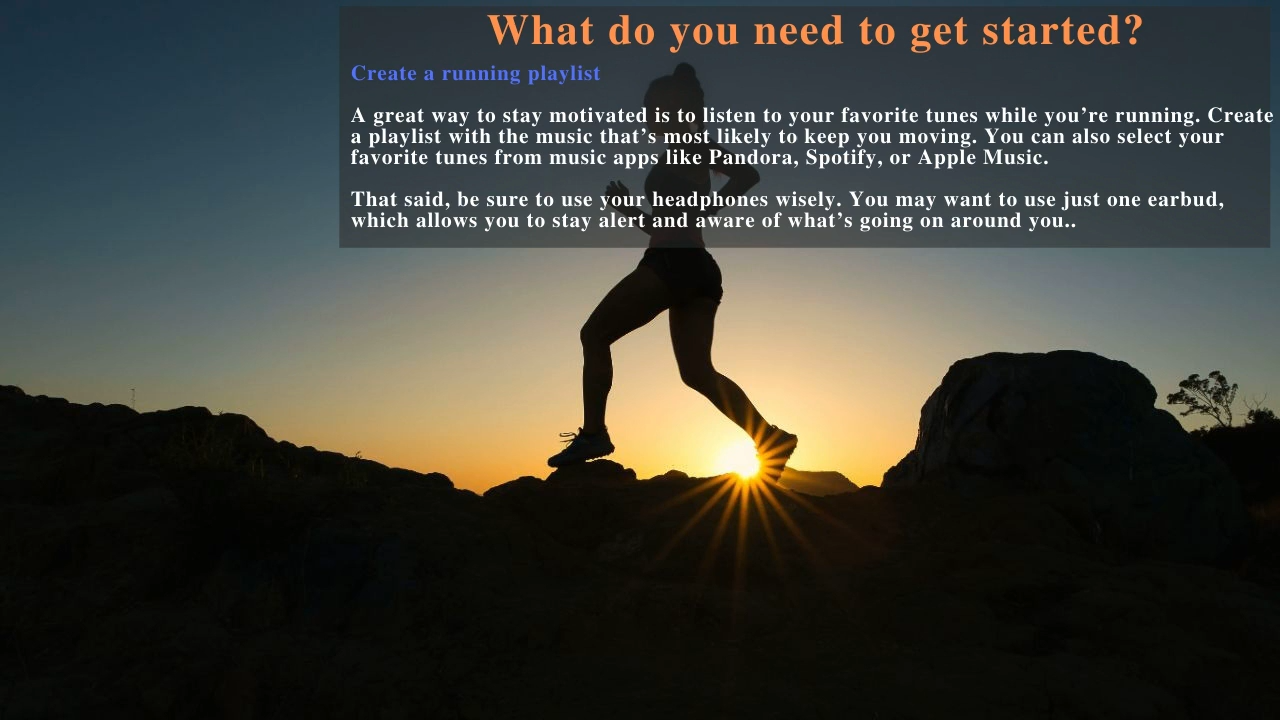 What do you need to get started?
Create a running playlist
A great way to stay motivated is to listen to your favorite tunes while you’re running. Create
a playlist with the music that’s most likely to keep you moving. You can also select your
favorite tunes from music apps like Pandora, Spotify, or Apple Music.
That said, be sure to use your headphones wisely. You may want to use just one earbud,
which allows you to stay alert and aware of what’s going on around you..